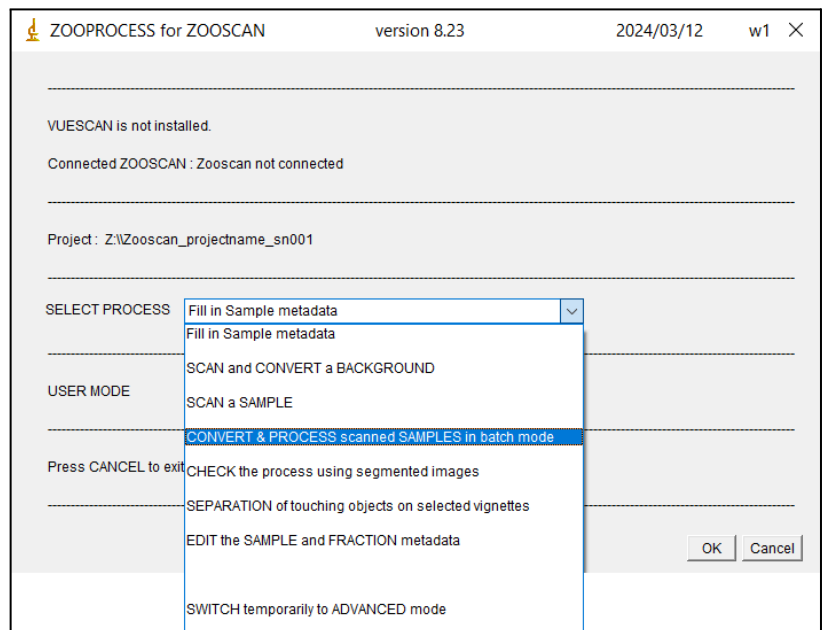 ZOOPROCESS for ZOOSCAN version 8.23 2024/03/12 w1
VUESCAN is not installed.
Connected ZOOSCAN : Zooscan not connected
Project : Z:\\Zooscan_projectname_sn001
SELECT PROCESS Fill in Sample metadata
Fill in Sample metadata
SCAN and CONVERT a BACKGROUND
USER MODE
SCAN a SAMPLE
CONVERT & PROCESS scanned SAMPLES in batch mode
Press CANCEL to exit
CHECK the process using segmented images
SEPARATION of touching objects on selected vignettes
EDIT the SAMPLE and FRACTION metadata
OK Cancel
SWITCH temporarily to ADVANCED mode